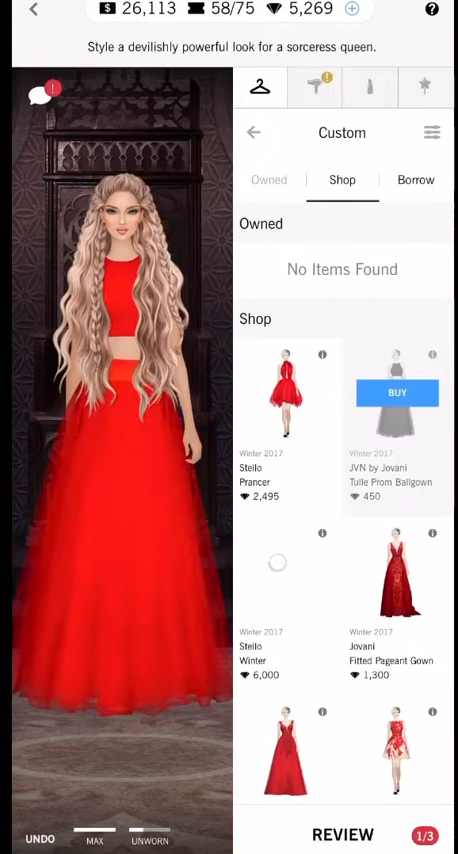 $ 26,113 58/75 5,269
Style a devilishly powerful look for a sorceress queen.
Custom
Owned
Shop
Borrow
Owned
No Items Found
Shop
Winter 2017
Stello
Prancer
2,495
BUY
Winter 2017
JVN by Jovani
Tulle Prom Ballgown
450
Winter 2017
Stello
Winter
6,000
Winter 2017
Jovani
Fitted Pageant Gown
1,300
UNDO
MAX
UNWORN
REVIEW
1/3